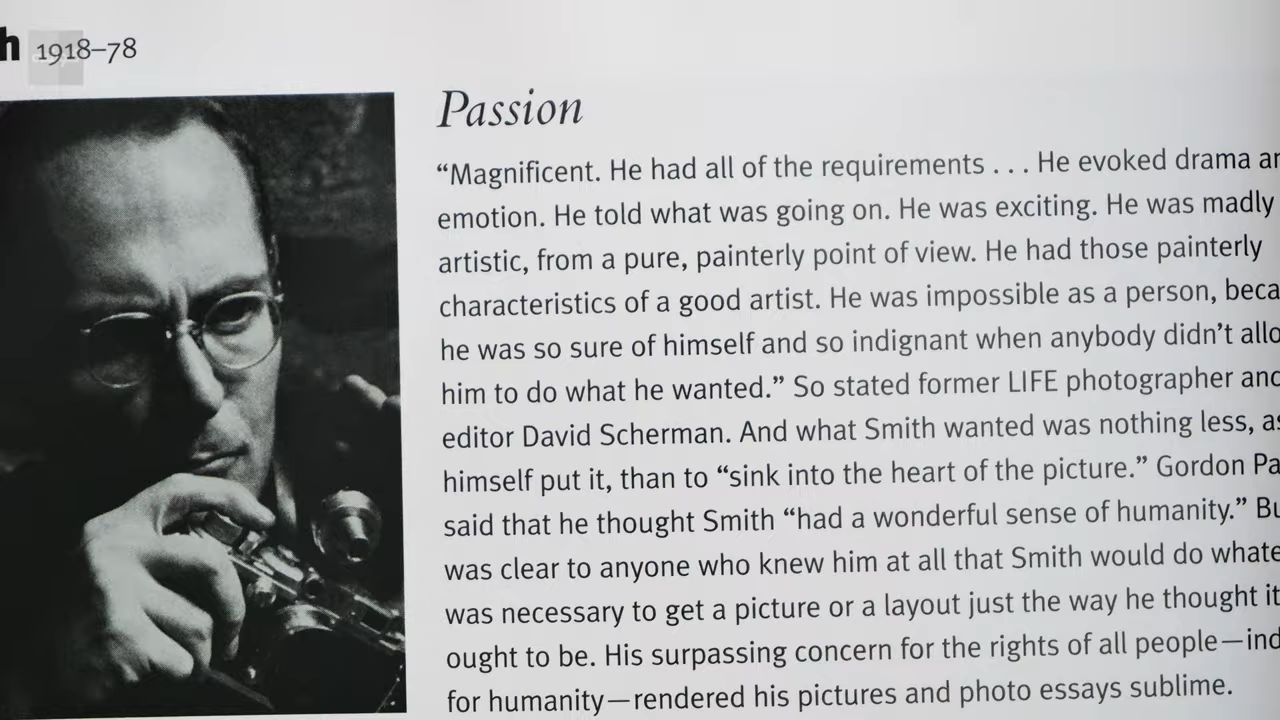 h 1918–78
Passion
“Magnificent. He had all of the requirements . . . He evoked drama
emotion. He told what was going on. He was exciting. He was madly
artistic, from a pure, painterly point of view. He had those painterly
characteristics of a good artist. He was impossible as a person,
he was so sure of himself and so indignant when anybody didn’t
him to do what he wanted.” So stated former LIFE photographer
editor David Scherman. And what Smith wanted was nothing less,
himself put it, than to “sink into the heart of the picture.” Gordon
said that he thought Smith “had a wonderful sense of humanity.”
was clear to anyone who knew him at all that Smith would do
was necessary to get a picture or a layout just the way he thought it
ought to be. His surpassing concern for the rights of all people—
for humanity—rendered his pictures and photo essays sublime.